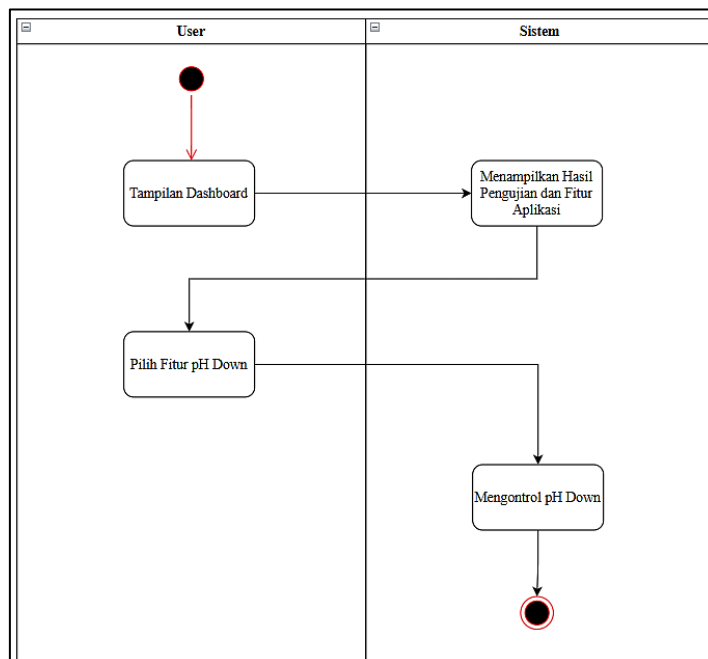 User
Sistem
Tampilan Dashboard
Menampilkan Hasil
Pengujian dan Fitur
Aplikasi
Pilih Fitur pH Down
Mengontrol pH Down